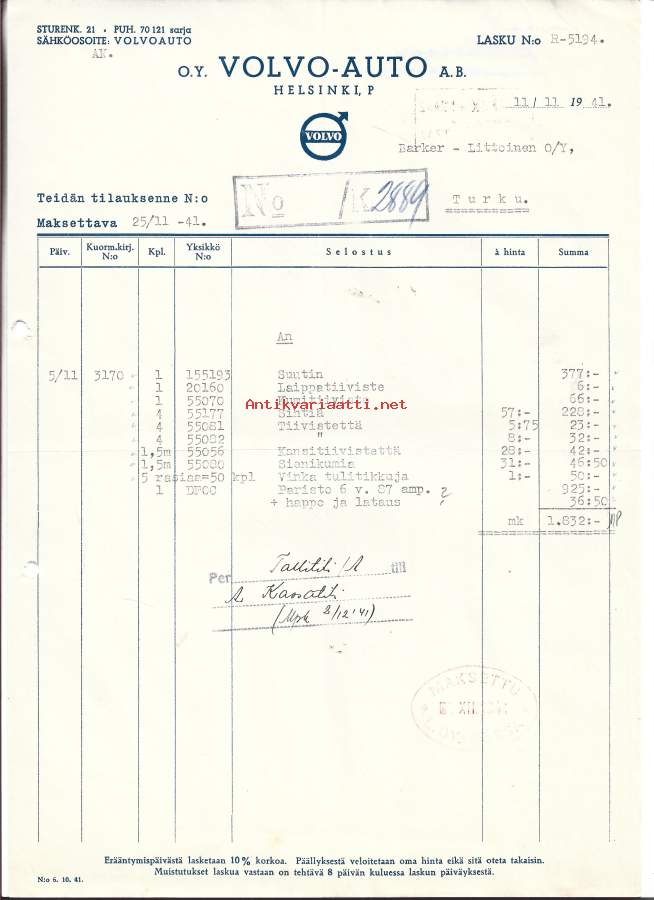 STURENK. 21 • PUH. 70 121 sarja
SÄHKÖOSOITE: VOLVOAUTO
AK.
LASKU N:o R-5194.
O.Y. VOLVO-AUTO A.B.
HELSINKI, P
11/ 11 19 41.
VOLVO
Barker - Littoinen O/Y,
Teidän tilauksenne N:o
No /K 2889
Turku.
Maksettava 25/11 -41.
Päiv. Kuorm.kirj. N:o Kpl. Yksikkö N:o Selostus à hinta Summa
An
5/11 3170 1 155193 Suutin 377:-
1 20160 Laippatiiviste 6:-
1 55070 66:-
Antikvariaatti.net
4 55177 57:- 228:-
4 55081 Tiivistettä 5:75 23:-
4 55082 " 8:- 32:-
1,5m 55056 Kansitiivistettä 28:- 42:-
1,5m 55080 Sienikumia 31:- 46:50
5 rasiaa=50 kpl Vinka tulitikkuja 1:- 50:-
1 Paristo 6 v. 87 amp. 925:-
+ happo ja lataus ? 36:50
mk 1.832:-
Per till
MAKSETTU
Erääntymispäivästä lasketaan 10% korkoa. Päällyksestä veloitetaan oma hinta eikä sitä oteta takaisin.
Muistutukset laskua vastaan on tehtävä 8 päivän kuluessa laskun päiväyksestä.
N:o 6. 10. 41.